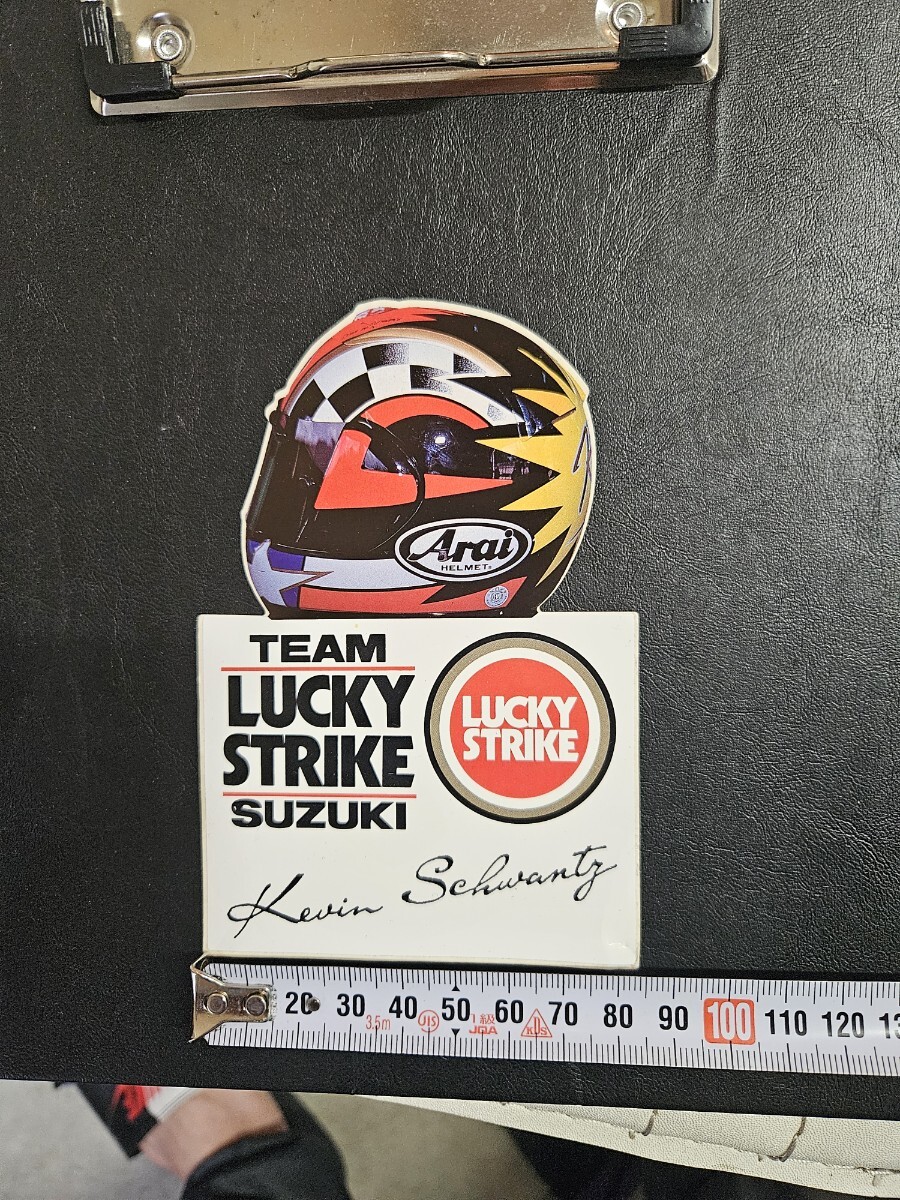 Arai
HELMET
TEAM
LUCKY
STRIKE
SUZUKI
LUCKY
STRIKE
Kevin Schwantz
20 30 40 50 60 70 80 90 100 110 120
3.5m JIS 1級 JQA KDS